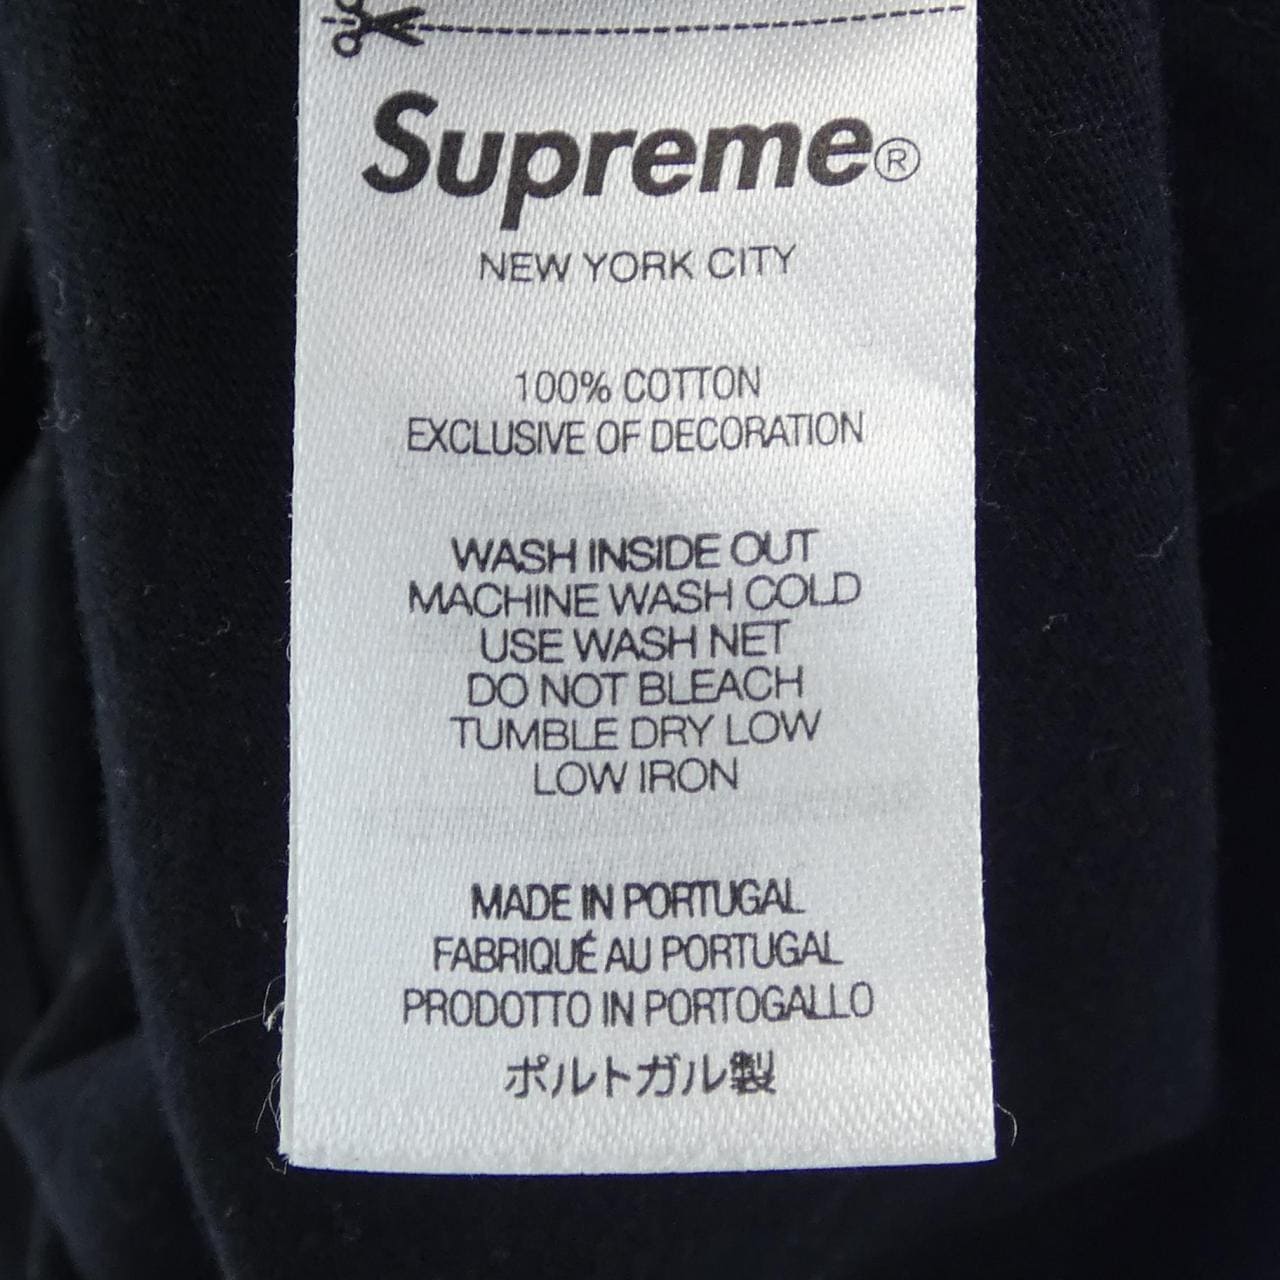 Supreme®
NEW YORK CITY
100% COTTON
EXCLUSIVE OF DECORATION
WASH INSIDE OUT
MACHINE WASH COLD
USE WASH NET
DO NOT BLEACH
TUMBLE DRY LOW
LOW IRON
MADE IN PORTUGAL
FABRIQUÉ AU PORTUGAL
PRODOTTO IN PORTOGALLO
ポルトガル製